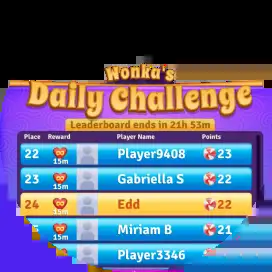 Wonka's
Daily Challenge
Leaderboard ends in 21h 53m
Place Reward Player Name Points
22 15m Player9408 23
23 15m Gabriella S 22
24 15m Edd 22
15m Miriam B 21
15m Player3346